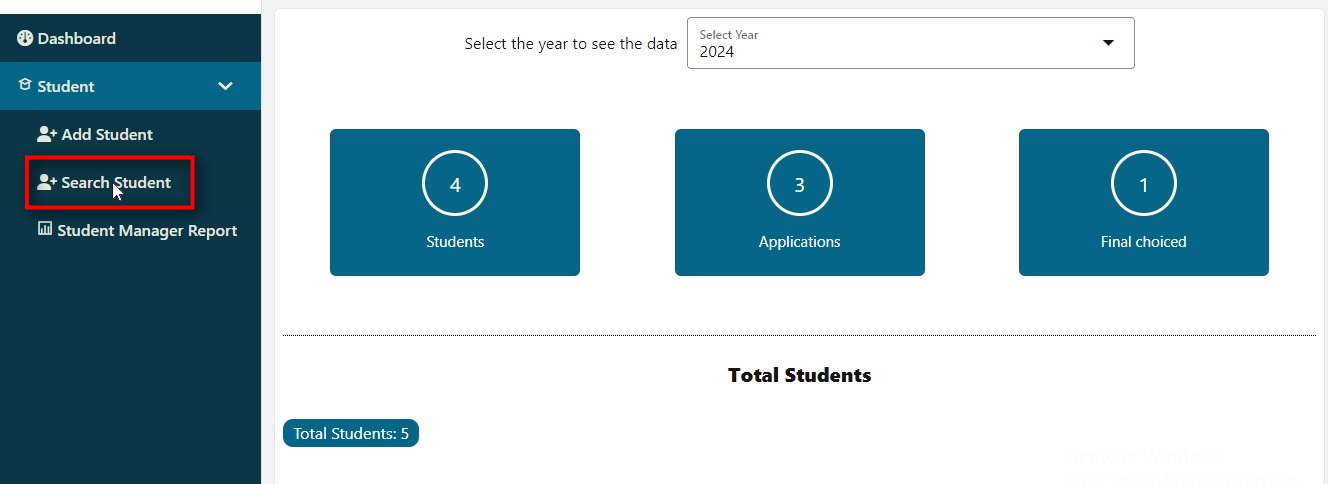 Dashboard
Student
Add Student
Search Student
Student Manager Report
Select the year to see the data
Select Year
2024
4
Students
3
Applications
1
Final choiced
Total Students
Total Students: 5
Activate Windows